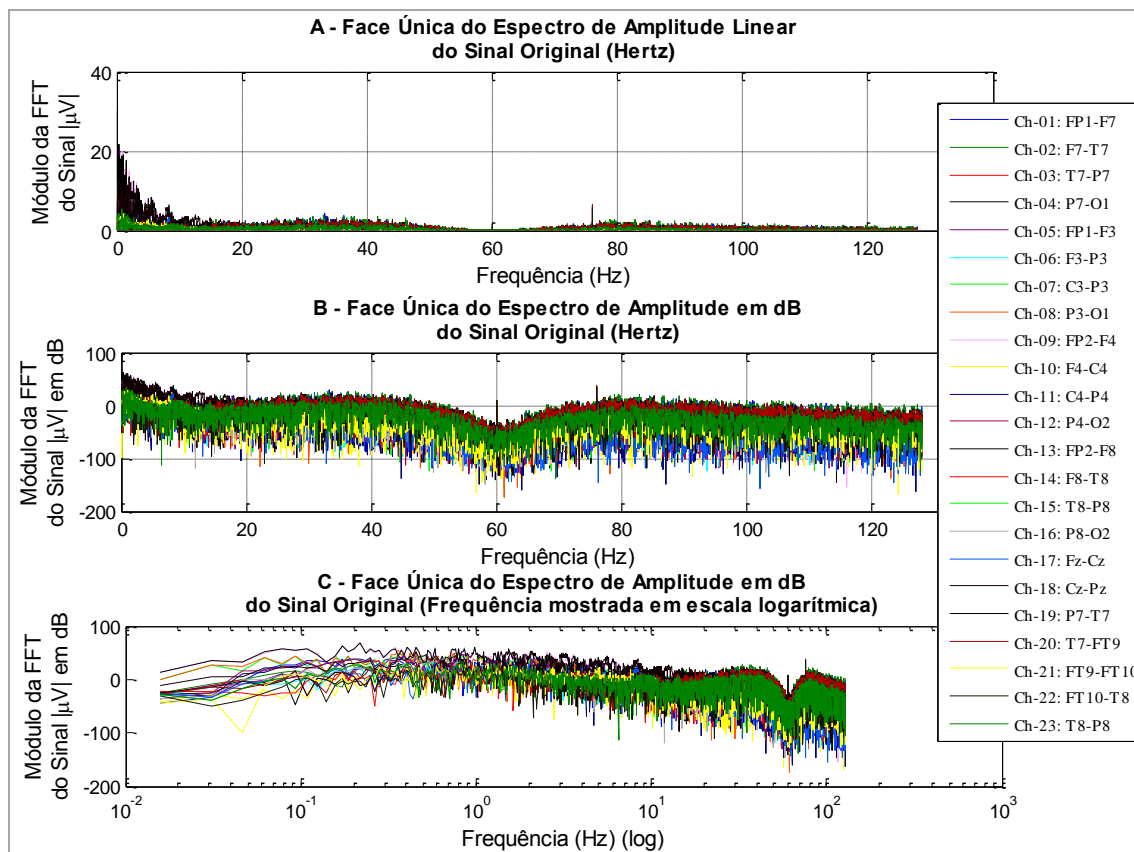 A - Face Única do Espectro de Amplitude Linear
do Sinal Original (Hertz)
Módulo da FFT
do Sinal |µV|
40
20
0
0 20 40 60 80 100 120
Frequência (Hz)
B - Face Única do Espectro de Amplitude em dB
do Sinal Original (Hertz)
Módulo da FFT
do Sinal |µV| em dB
100
0
-100
-200
0 20 40 60 80 100 120
Frequência (Hz)
C - Face Única do Espectro de Amplitude em dB
do Sinal Original (Frequência mostrada em escala logarítmica)
Módulo da FFT
do Sinal |µV| em dB
100
0
-100
-200
10^-2 10^-1 10^0 10^1 10^2 10^3
Frequência (Hz) (log)
Ch-01: FP1-F7
Ch-02: F7-T7
Ch-03: T7-P7
Ch-04: P7-O1
Ch-05: FP1-F3
Ch-06: F3-P3
Ch-07: C3-P3
Ch-08: P3-O1
Ch-09: FP2-F4
Ch-10: F4-C4
Ch-11: C4-P4
Ch-12: P4-O2
Ch-13: FP2-F8
Ch-14: F8-T8
Ch-15: T8-P8
Ch-16: P8-O2
Ch-17: Fz-Cz
Ch-18: Cz-Pz
Ch-19: P7-T7
Ch-20: T7-FT9
Ch-21: FT9-FT10
Ch-22: FT10-T8
Ch-23: T8-P8